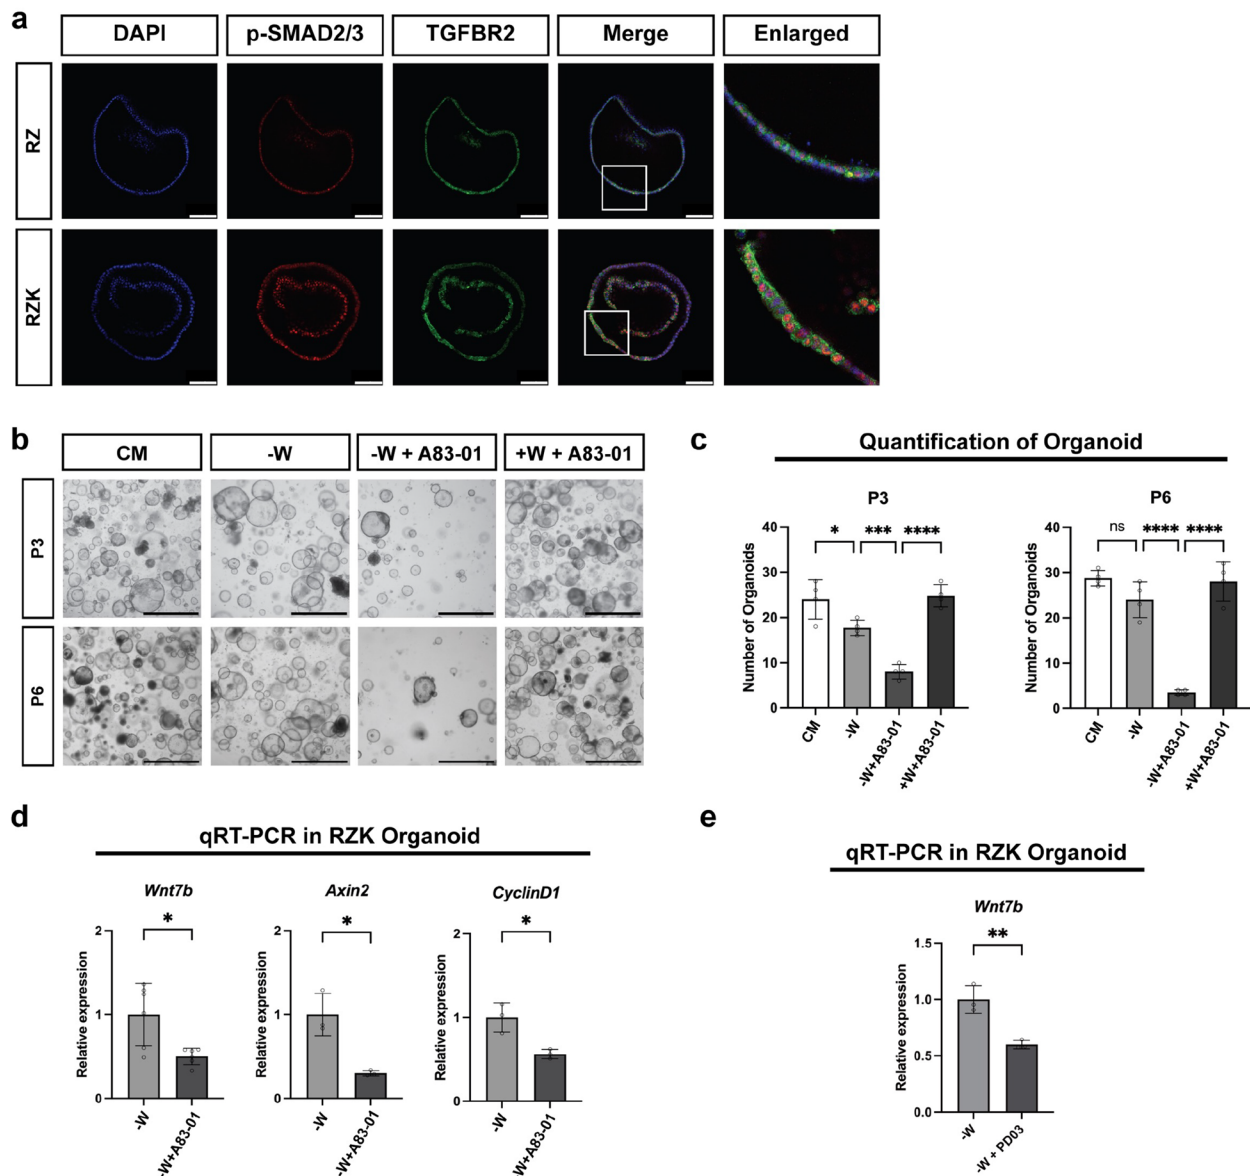 a
DAPI
p-SMAD2/3
TGFBR2
Merge
Enlarged
RZ
RZK
b
CM
-W
-W + A83-01
+W + A83-01
P3
P6
c
Quantification of Organoid
P3
Number of Organoids
40
30
20
10
0
*
***
****
CM
-W
-W+A83-01
+W+A83-01
P6
Number of Organoids
40
30
20
10
0
ns
****
****
CM
-W
-W+A83-01
+W+A83-01
d
qRT-PCR in RZK Organoid
Wnt7b
Relative expression
2
1
0
*
-W
-W+A83-01
Axin2
Relative expression
2
1
0
*
-W
-W+A83-01
CyclinD1
Relative expression
2
1
0
*
-W
W+A83-01
e
qRT-PCR in RZK Organoid
Wnt7b
Relative expression
1.5
1.0
0.5
0.0
**
-W
-W + PD03